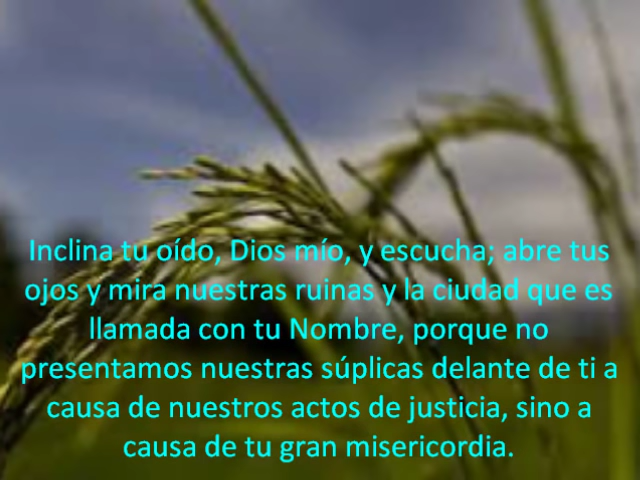 Inclina tu oído, Dios mío, y escucha; abre tus
ojos y mira nuestras ruinas y la ciudad que es
llamada con tu Nombre, porque no
presentamos nuestras súplicas delante de ti a
causa de nuestros actos de justicia, sino a
causa de tu gran misericordia.